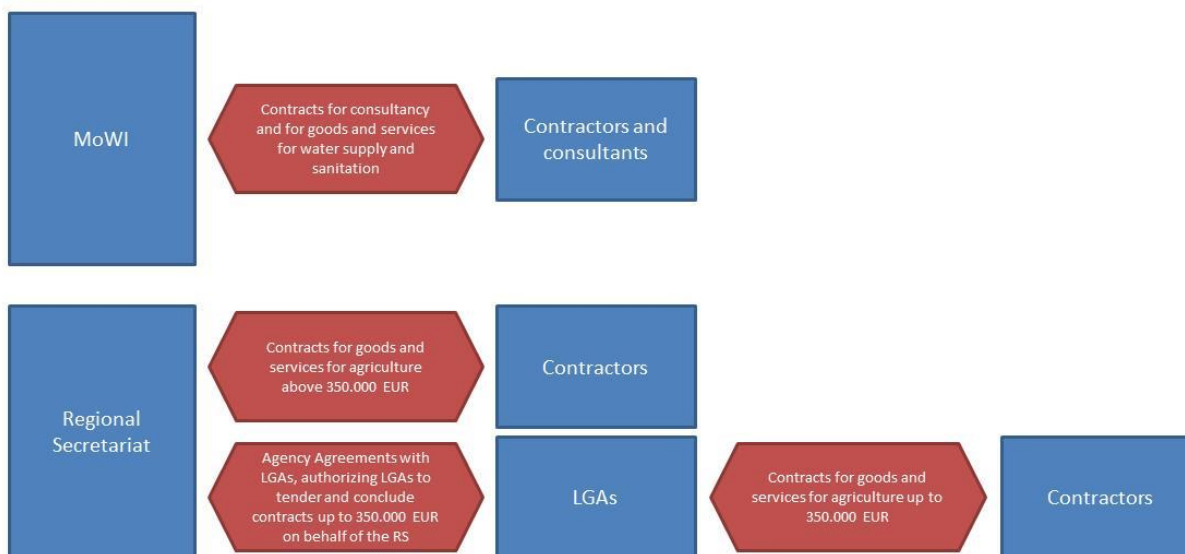 MoWI
Contracts for consultancy
and for goods and services
for water supply and
sanitation
Contractors and
consultants
Regional
Secretariat
Contracts for goods and
services for agriculture
above 350.000 EUR
Contractors
Agency Agreements with
LGAs, authorizing LGAs to
tender and conclude
contracts up to 350.000 EUR
on behalf of the RS
LGAs
Contracts for goods and
services for agriculture up to
350.000 EUR
Contractors